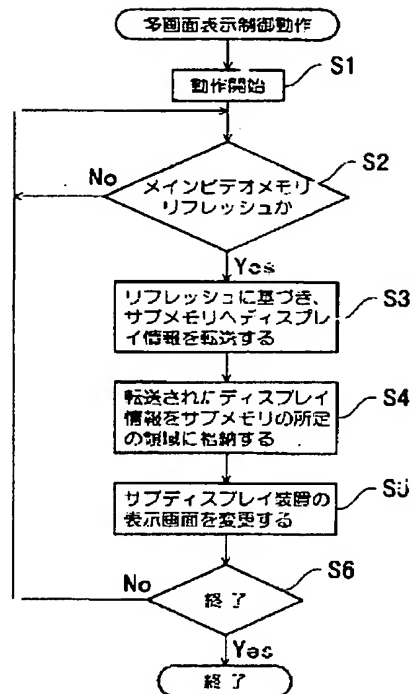 多画面表示制御動作
S1
動作開始
S2
No
メインビデオメモリ
リフレッシュか
Yes
S3
リフレッシュに基づき、
サブメモリへディスプレ
イ情報を転送する
S4
転送されたディスプレイ
情報をサブメモリの所定
の領域に格納する
S5
サブディスプレイ装置の
表示画面を変更する
S6
No
終了
Yes
終了